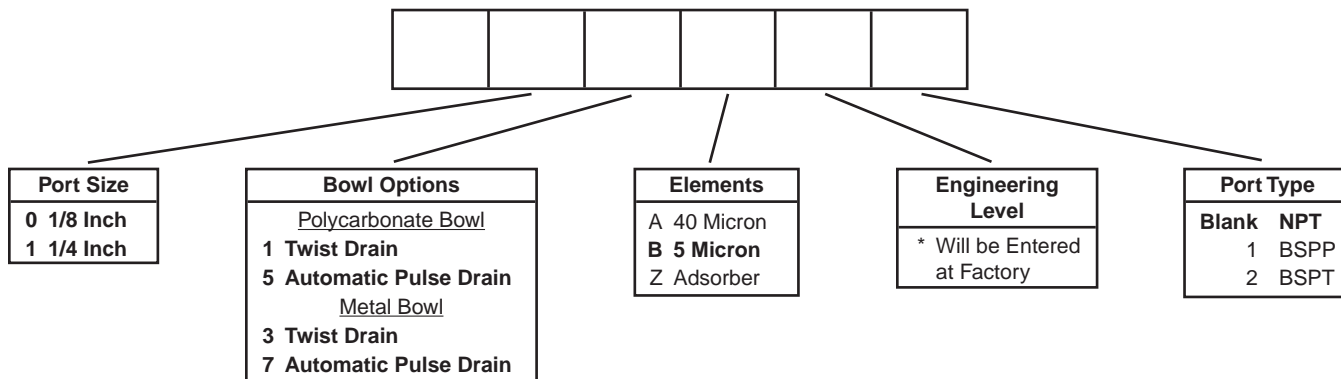 Port Size
0 1/8 Inch
1 1/4 Inch
Bowl Options
Polycarbonate Bowl
1 Twist Drain
5 Automatic Pulse Drain
Metal Bowl
3 Twist Drain
7 Automatic Pulse Drain
Elements
A 40 Micron
B 5 Micron
Z Adsorber
Engineering
Level
* Will be Entered
at Factory
Port Type
Blank NPT
1 BSPP
2 BSPT